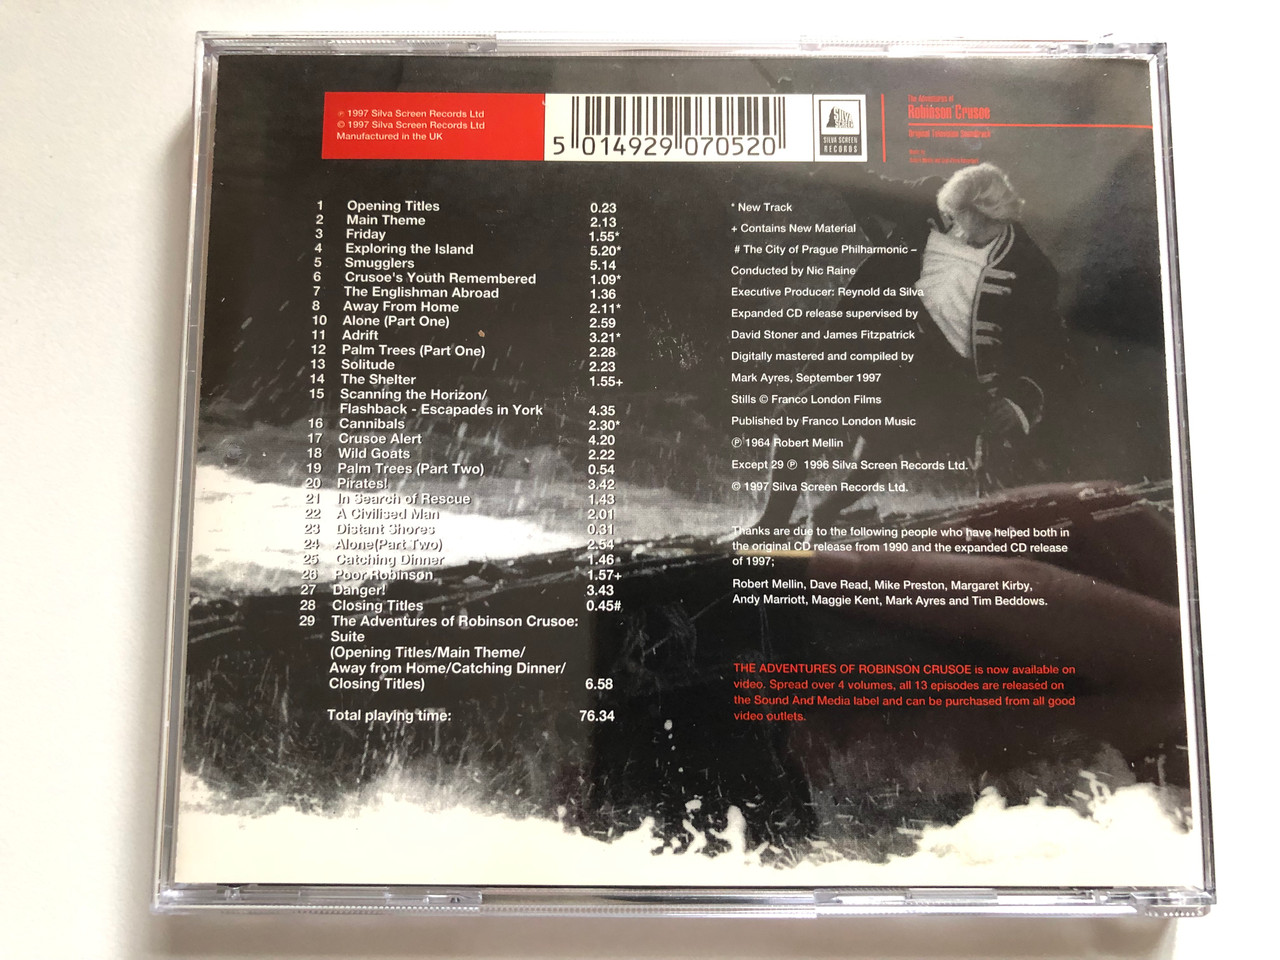 ℗ 1997 Silva Screen Records Ltd
© 1997 Silva Screen Records Ltd
Manufactured in the UK
5 014929 070520
SILVA SCREEN
SILVA SCREEN
RECORDS
The Adventures of
Robinson Crusoe
Original Television Soundtrack
1 Opening Titles 0.23
2 Main Theme 2.13
3 Friday 1.55*
4 Exploring the Island 5.20*
5 Smugglers 5.14
6 Crusoe's Youth Remembered 1.09*
7 The Englishman Abroad 1.36
8 Away From Home 2.11*
10 Alone (Part One) 2.59
11 Adrift 3.21*
12 Palm Trees (Part One) 2.28
13 Solitude 2.23
14 The Shelter 1.55+
15 Scanning the Horizon/
Flashback - Escapades in York 4.35
16 Cannibals 2.30*
17 Crusoe Alert 4.20
18 Wild Goats 2.22
19 Palm Trees (Part Two) 0.54
20 Pirates! 3.42
21 In Search of Rescue 1.43
22 A Civilised Man 2.01
23 Distant Shores 0.31
24 Alone(Part Two) 2.54
25 Catching Dinner 1.46*
26 Poor Robinson 1.57+
27 Danger! 3.43
28 Closing Titles 0.45#
29 The Adventures of Robinson Crusoe:
Suite
(Opening Titles/Main Theme/
Away from Home/Catching Dinner/
Closing Titles) 6.58
Total playing time: 76.34
* New Track
+ Contains New Material
# The City of Prague Philharmonic –
Conducted by Nic Raine
Executive Producer: Reynold da Silva
Expanded CD release supervised by
David Stoner and James Fitzpatrick
Digitally mastered and compiled by
Mark Ayres, September 1997
Stills © Franco London Films
Published by Franco London Music
℗ 1964 Robert Mellin
Except 29 ℗ 1996 Silva Screen Records Ltd.
© 1997 Silva Screen Records Ltd.
Thanks are due to the following people who have helped both in
the original CD release from 1990 and the expanded CD release
of 1997;
Robert Mellin, Dave Read, Mike Preston, Margaret Kirby,
Andy Marriott, Maggie Kent, Mark Ayres and Tim Beddows.
THE ADVENTURES OF ROBINSON CRUSOE is now available on
video. Spread over 4 volumes, all 13 episodes are released on
the Sound And Media label and can be purchased from all good
video outlets.